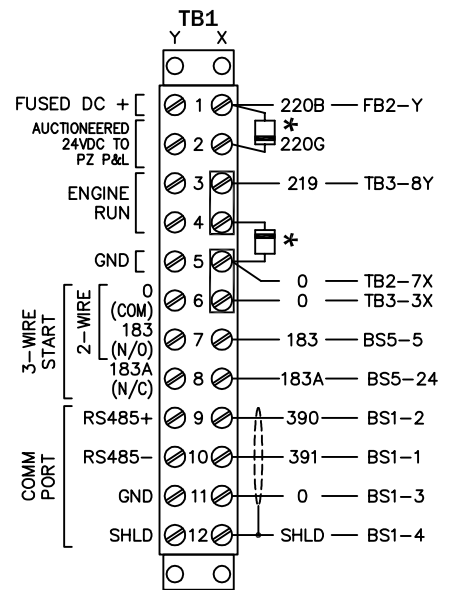 TB1
Y X
FUSED DC + 1 220B FB2-Y
*
AUCTIONEERED
24VDC TO
PZ P&L
2 220G
ENGINE
RUN
3 219 TB3-8Y
4
*
GND 5
0 TB2-7X
3-WIRE
START
2-WIRE
0
(COM)
6 0 TB3-3X
183
(N/O)
7 183 BS5-5
183A
(N/C)
8 183A BS5-24
COMM
PORT
RS485+ 9 390 BS1-2
RS485- 10 391 BS1-1
GND 11 0 BS1-3
SHLD 12 SHLD BS1-4